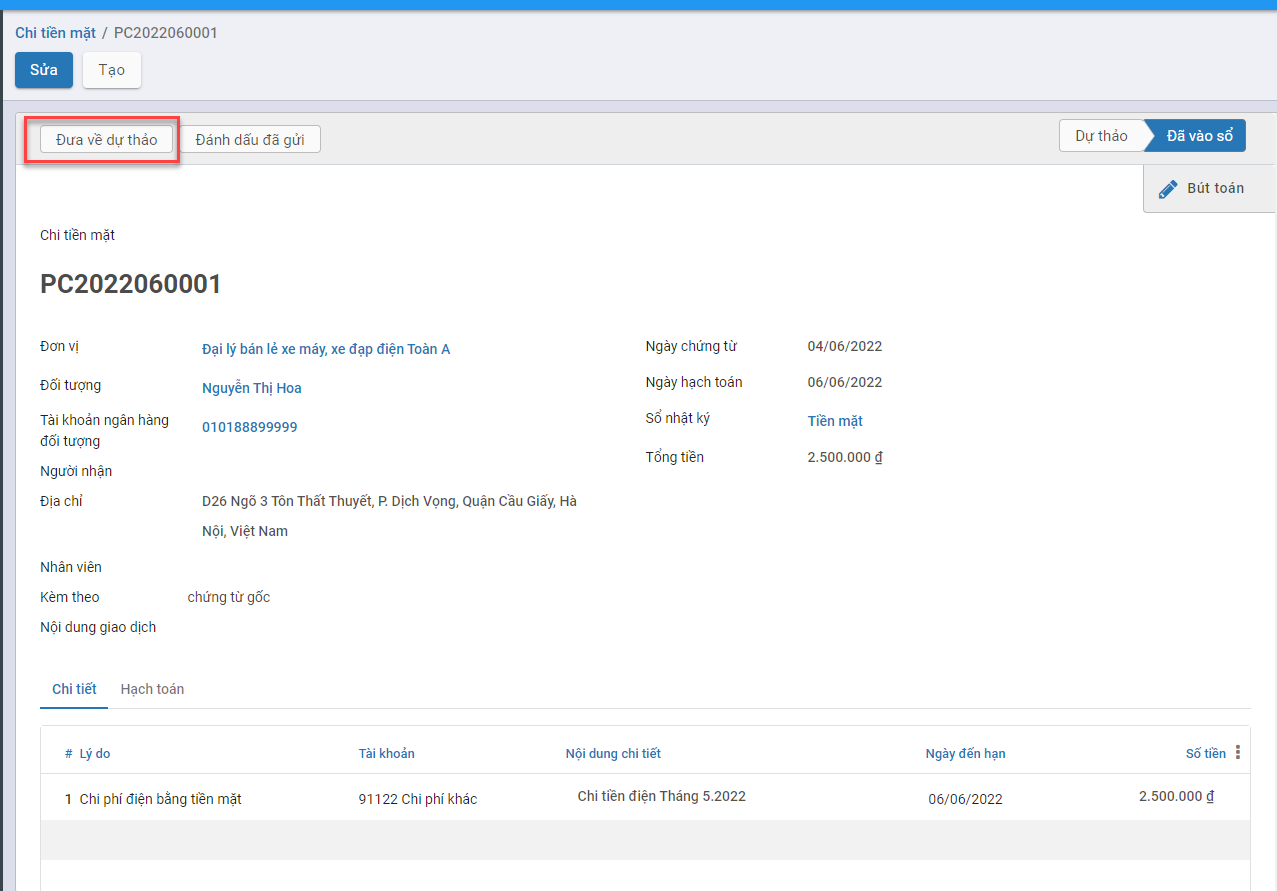 Chi tiền mặt / PC2022060001
Sửa Tạo
Đưa về dự thảo Đánh dấu đã gửi Dự thảo Đã vào sổ
Bút toán
Chi tiền mặt
PC2022060001
Đơn vị Đại lý bán lẻ xe máy, xe đạp điện Toàn A
Đối tượng Nguyễn Thị Hoa
Tài khoản ngân hàng
đối tượng 010188899999
Người nhận
Địa chỉ D26 Ngõ 3 Tôn Thất Thuyết, P. Dịch Vọng, Quận Cầu Giấy, Hà
Nội, Việt Nam
Nhân viên
Kèm theo chứng từ gốc
Nội dung giao dịch
Ngày chứng từ 04/06/2022
Ngày hạch toán 06/06/2022
Sổ nhật ký Tiền mặt
Tổng tiền 2.500.000 ₫
Chi tiết Hạch toán
# Lý do Tài khoản Nội dung chi tiết Ngày đến hạn Số tiền
1 Chi phí điện bằng tiền mặt 91122 Chi phí khác Chi tiền điện Tháng 5.2022 06/06/2022 2.500.000 ₫